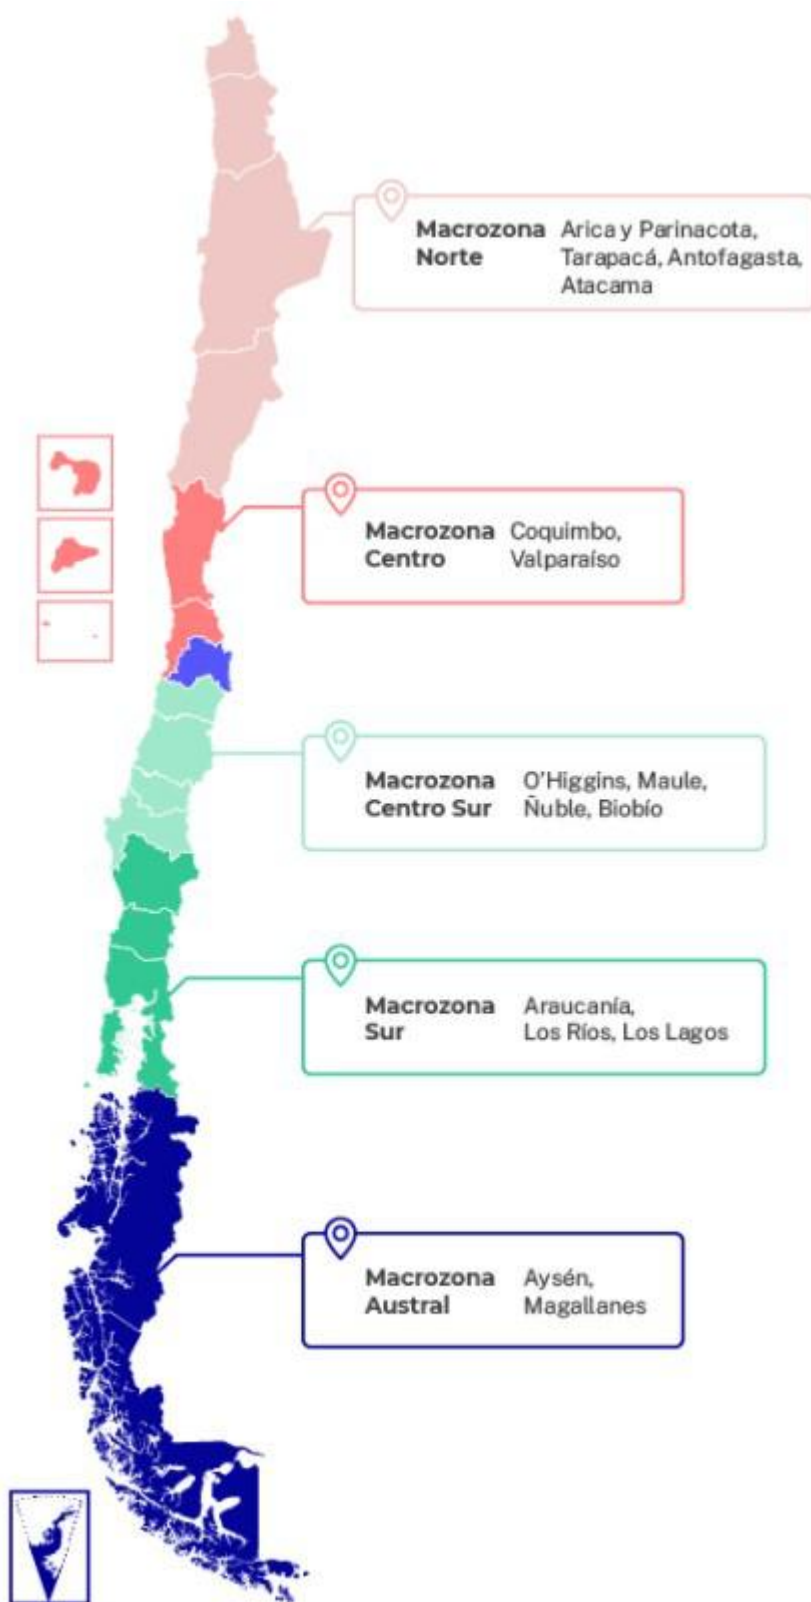 Macrozona Norte
Arica y Parinacota,
Tarapacá, Antofagasta,
Atacama
Macrozona Centro
Coquimbo,
Valparaíso
Macrozona Centro Sur
O'Higgins, Maule,
Ñuble, Biobío
Macrozona Sur
Araucanía,
Los Ríos, Los Lagos
Macrozona Austral
Aysén,
Magallanes